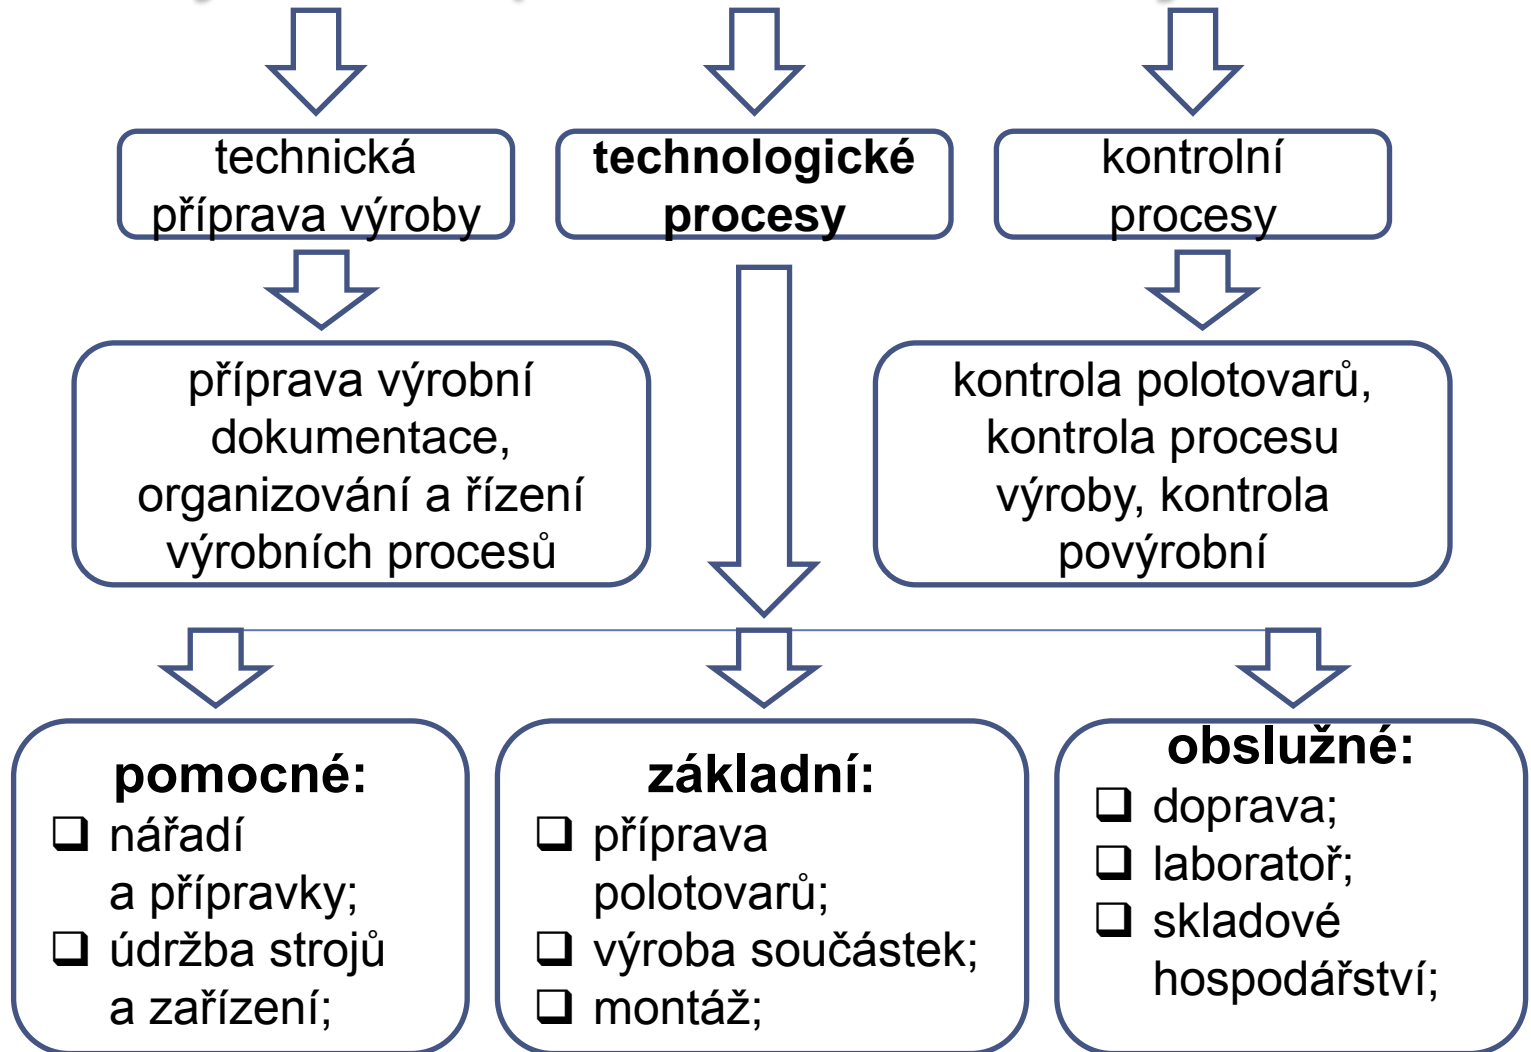 technická
příprava výroby
technologické
procesy
kontrolní
procesy
příprava výrobní
dokumentace,
organizování a řízení
výrobních procesů
kontrola polotovarů,
kontrola procesu
výroby, kontrola
povýrobní
pomocné:
nářadí
a přípravky;
údržba strojů
a zařízení;
základní:
příprava
polotovarů;
výroba součástek;
montáž;
obslužné:
doprava;
laboratoř;
skladové
hospodářství;